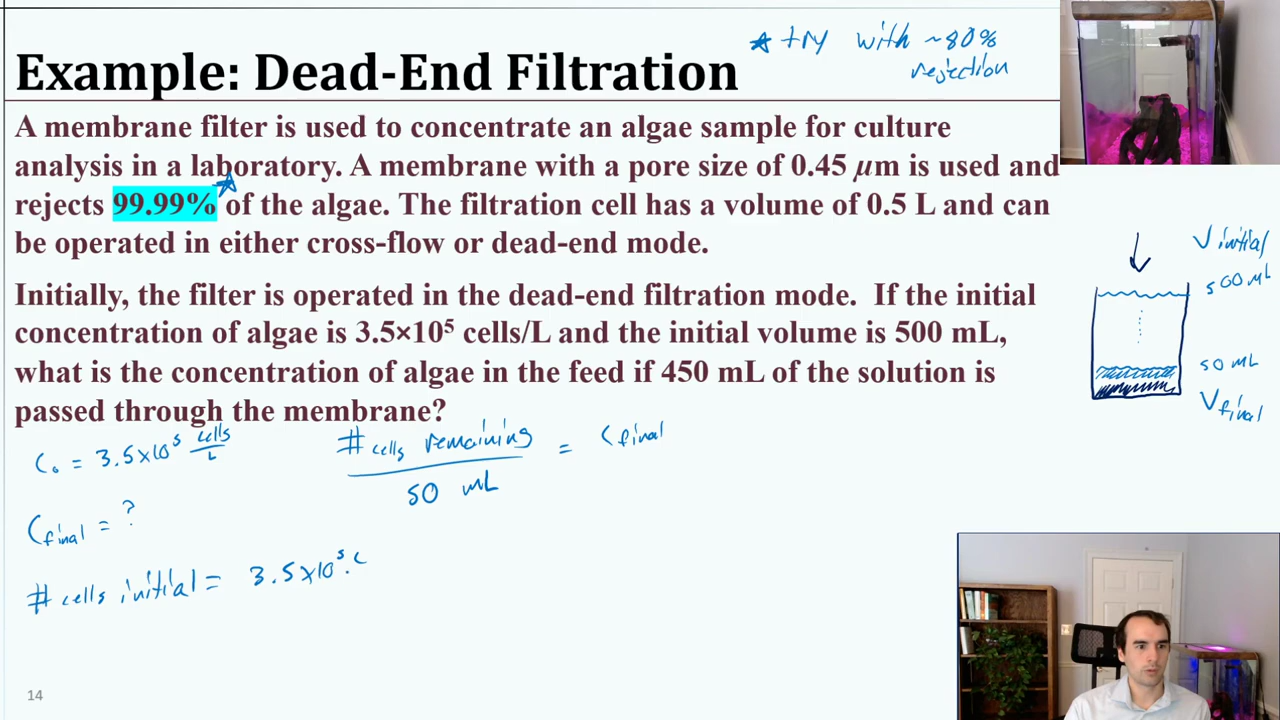 ★ try with ~80%
rejection
Example: Dead-End Filtration
A membrane filter is used to concentrate an algae sample for culture
analysis in a laboratory. A membrane with a pore size of 0.45 μm is used and
rejects 99.99% of the algae. The filtration cell has a volume of 0.5 L and can
be operated in either cross-flow or dead-end mode.
Initially, the filter is operated in the dead-end filtration mode. If the initial
concentration of algae is 3.5×10⁵ cells/L and the initial volume is 500 mL,
what is the concentration of algae in the feed if 450 mL of the solution is
passed through the membrane?
V initial
500 mL
50 mL
V final
C₀ = 3.5×10⁵ cells/L
# cells remaining / 50 mL = C final
C final = ?
# cells initial = 3.5×10⁵ · c
14